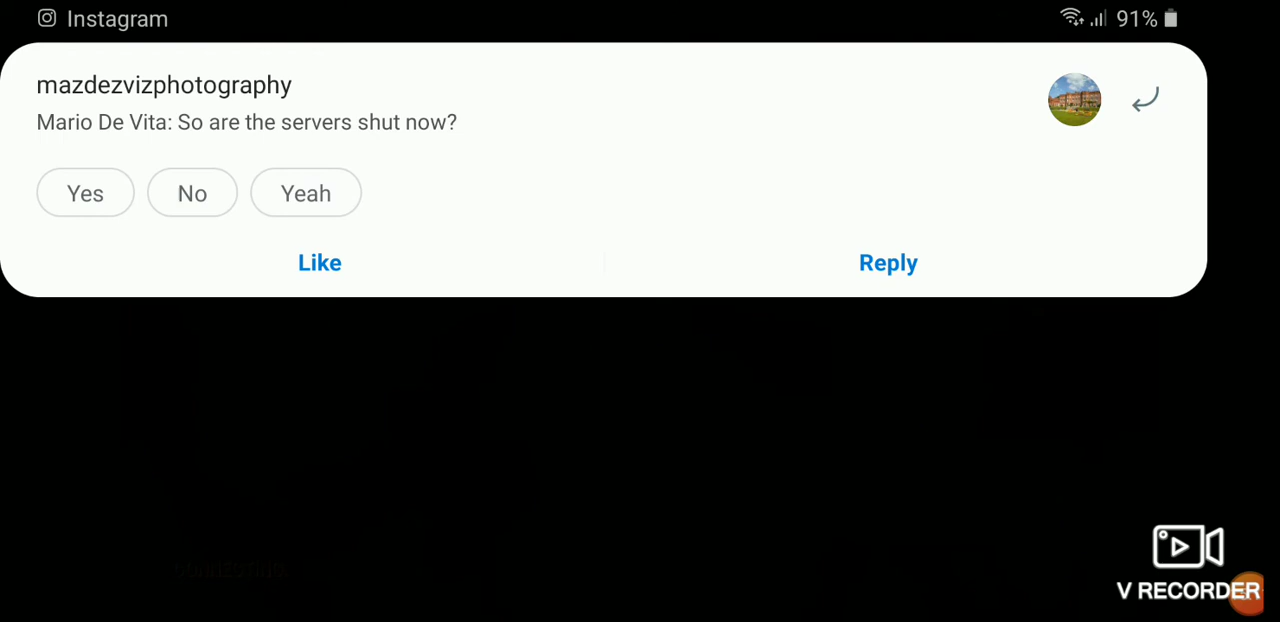 Instagram
91%
mazdezvizphotography
Mario De Vita: So are the servers shut now?
Yes
No
Yeah
Like
Reply
V RECORDER